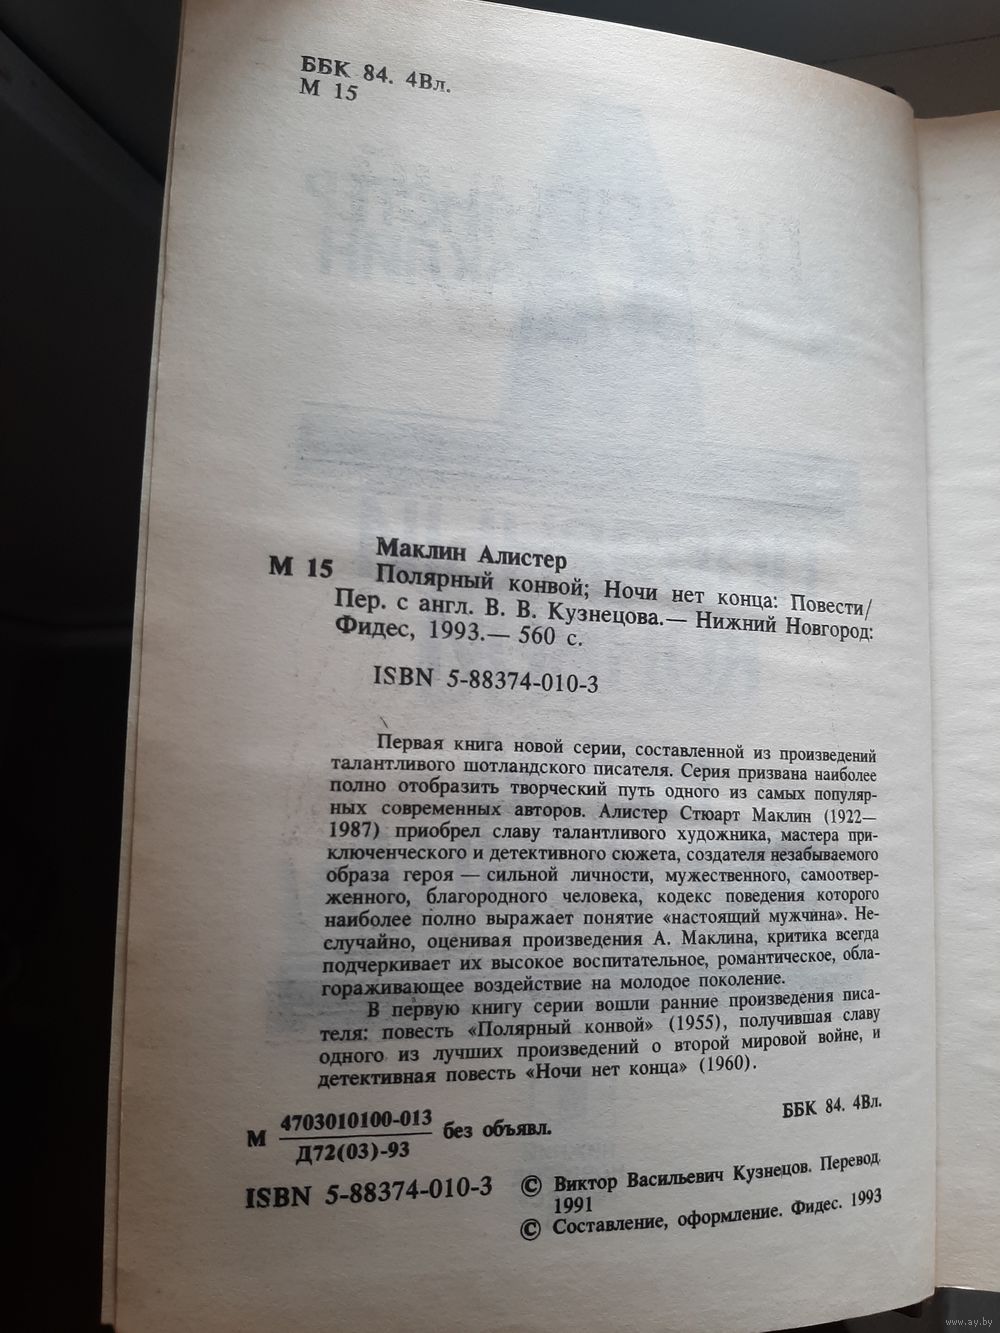 ББК 84. 4Вл.
М 15
Маклин Алистер
М 15 Полярный конвой; Ночи нет конца: Повести/
Пер. с англ. В. В. Кузнецова.— Нижний Новгород:
Фидес, 1993.— 560 с.
ISBN 5-88374-010-3
Первая книга новой серии, составленной из произведений
талантливого шотландского писателя. Серия призвана наиболее
полно отобразить творческий путь одного из самых популяр-
ных современных авторов. Алистер Стюарт Маклин (1922—
1987) приобрел славу талантливого художника, мастера при-
ключенческого и детективного сюжета, создателя незабываемого
образа героя — сильной личности, мужественного, самоотвер-
женного, благородного человека, кодекс поведения которого
наиболее полно выражает понятие «настоящий мужчина». Не-
случайно, оценивая произведения А. Маклина, критика всегда
подчеркивает их высокое воспитательное, романтическое, обла-
гораживающее воздействие на молодое поколение.
В первую книгу серии вошли ранние произведения писа-
теля: повесть «Полярный конвой» (1955), получившая славу
одного из лучших произведений о второй мировой войне, и
детективная повесть «Ночи нет конца» (1960).
ББК 84. 4Вл.
М 4703010100-013 без объявл.
Д72(03)-93
ISBN 5-88374-010-3
© Виктор Васильевич Кузнецов. Перевод.
1991
© Составление, оформление. Фидес. 1993
www.ay.by